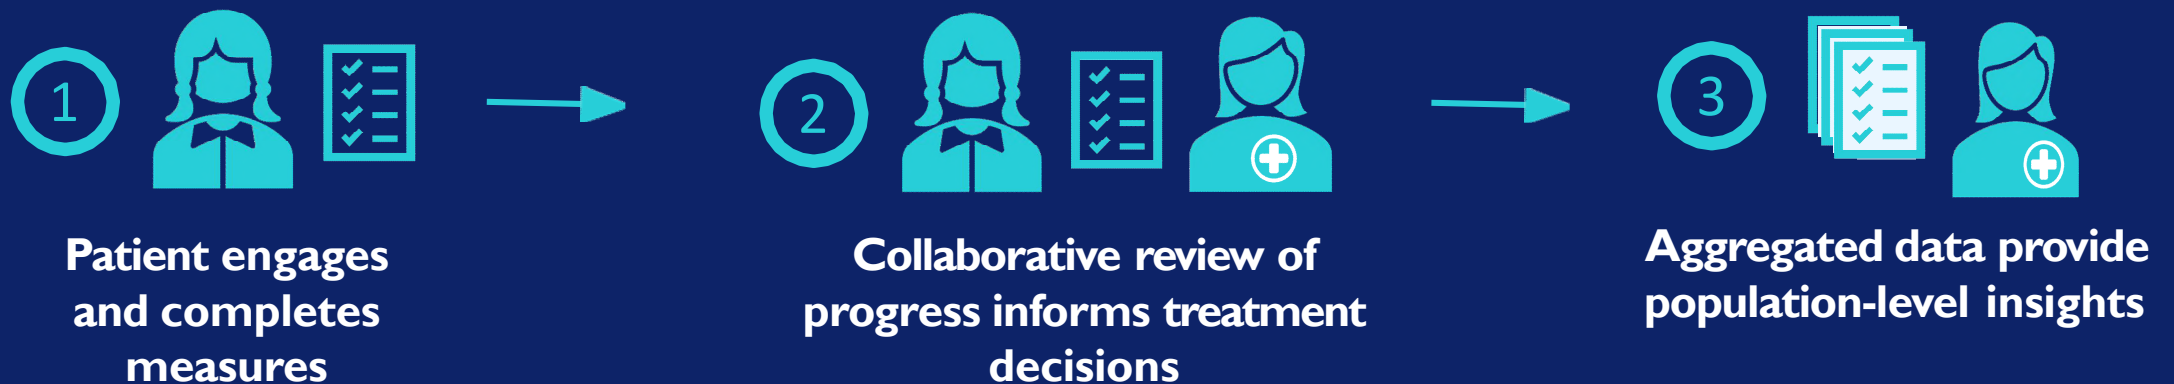 1
Patient engages
and completes
measures
2
Collaborative review of
progress informs treatment
decisions
3
Aggregated data provide
population-level insights